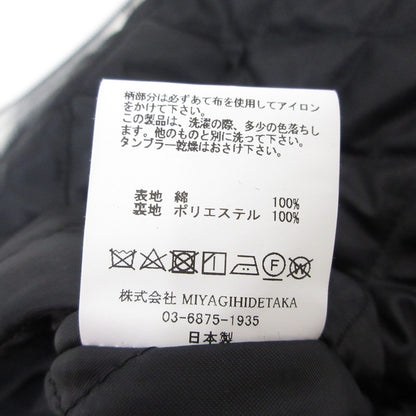 柄部分は必ずあて布を使用してアイロン
をかけて下さい。
この製品は、洗濯の際、多少の色落ちし
ます。他のものと別に洗って下さい。
タンブラー乾燥はおさけ下さい。
表地 綿 100%
裏地 ポリエステル 100%
F W
株式会社 MIYAGIHIDETAKA
03-6875-1935
日本製